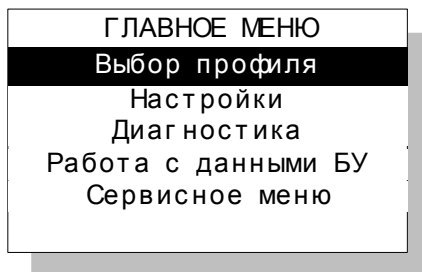 ГЛАВНОЕ МЕНЮ
Выбор профиля
Настройки
Диагностика
Работа с данными БУ
Сервисное меню